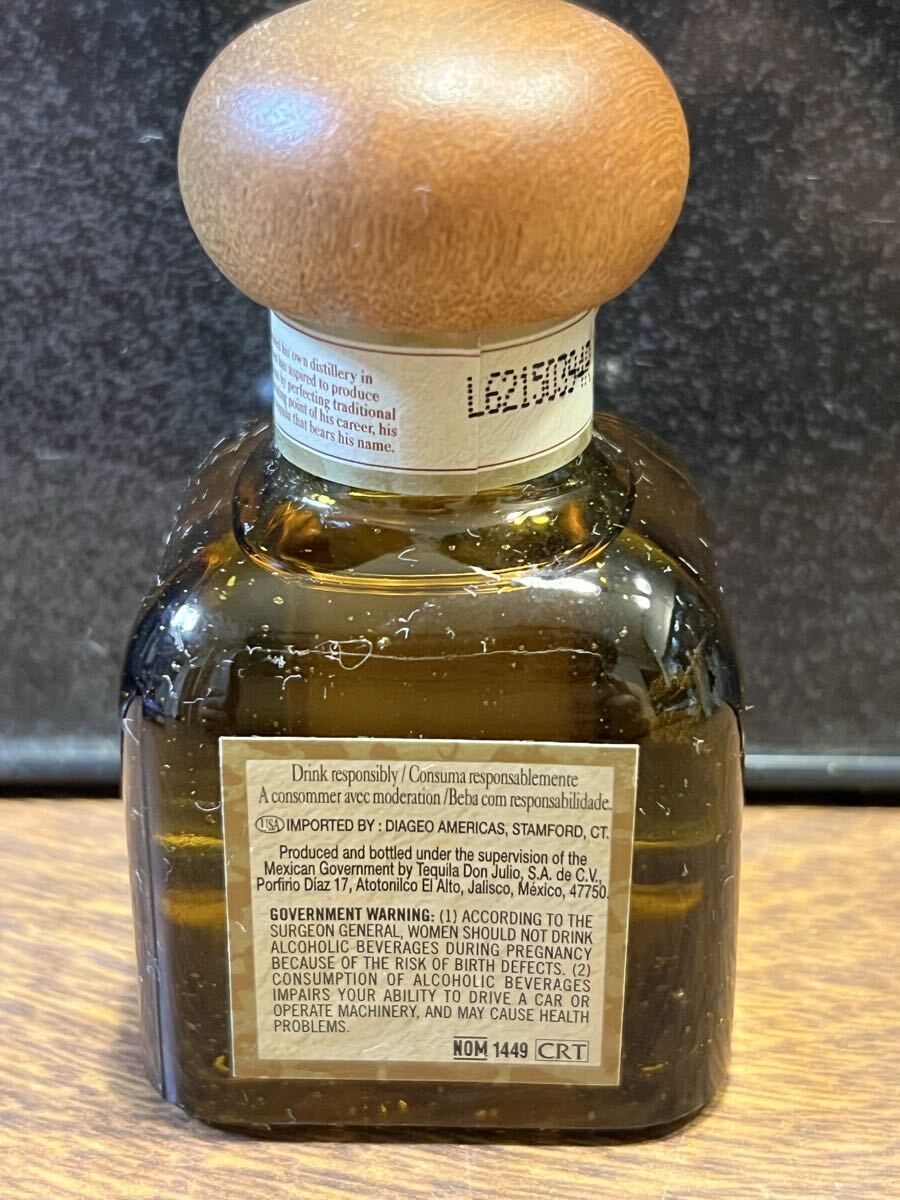 his own distillery in
aspired to produce
by perfecting traditional
point of his career, his
that bears his name.
L62150394
Drink responsibly / Consuma responsablemente
A consommer avec moderation / Beba com responsabilidade.
USA IMPORTED BY : DIAGEO AMERICAS, STAMFORD, CT.
Produced and bottled under the supervision of the
Mexican Government by Tequila Don Julio, S.A. de C.V.,
Porfirio Díaz 17, Atotonilco El Alto, Jalisco, México, 47750.
GOVERNMENT WARNING: (1) ACCORDING TO THE
SURGEON GENERAL, WOMEN SHOULD NOT DRINK
ALCOHOLIC BEVERAGES DURING PREGNANCY
BECAUSE OF THE RISK OF BIRTH DEFECTS. (2)
CONSUMPTION OF ALCOHOLIC BEVERAGES
IMPAIRS YOUR ABILITY TO DRIVE A CAR OR
OPERATE MACHINERY, AND MAY CAUSE HEALTH
PROBLEMS.
NOM 1449 CRT